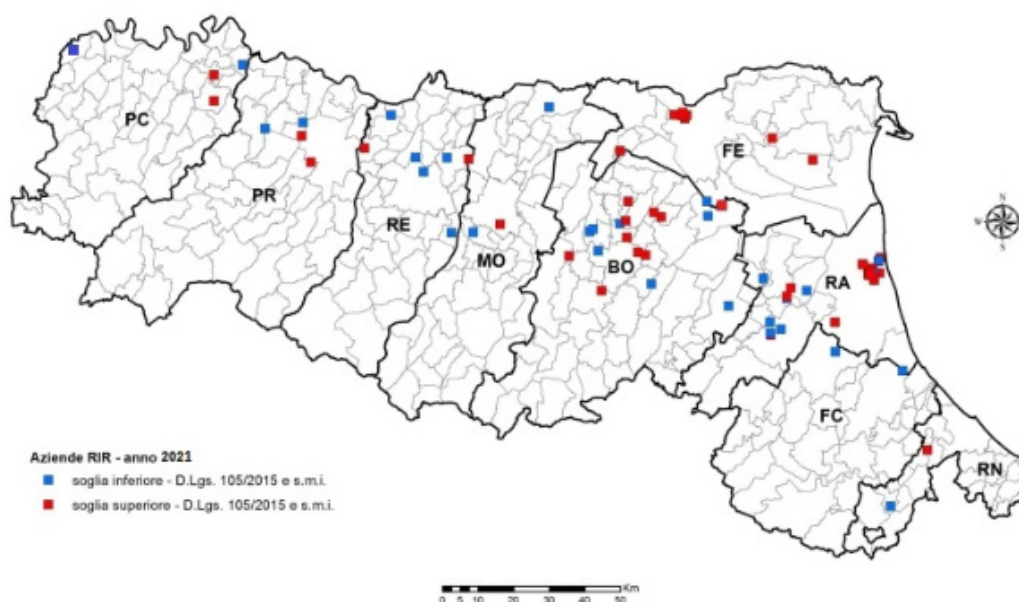 PC
PR
RE
MO
BO
FE
RA
FC
RN
N
W
E
S
Aziende RIR - anno 2021
soglia inferiore - D.Lgs. 105/2015 e s.m.i.
soglia superiore - D.Lgs. 105/2015 e s.m.i.
Km
0 5 10 20 30 40 50